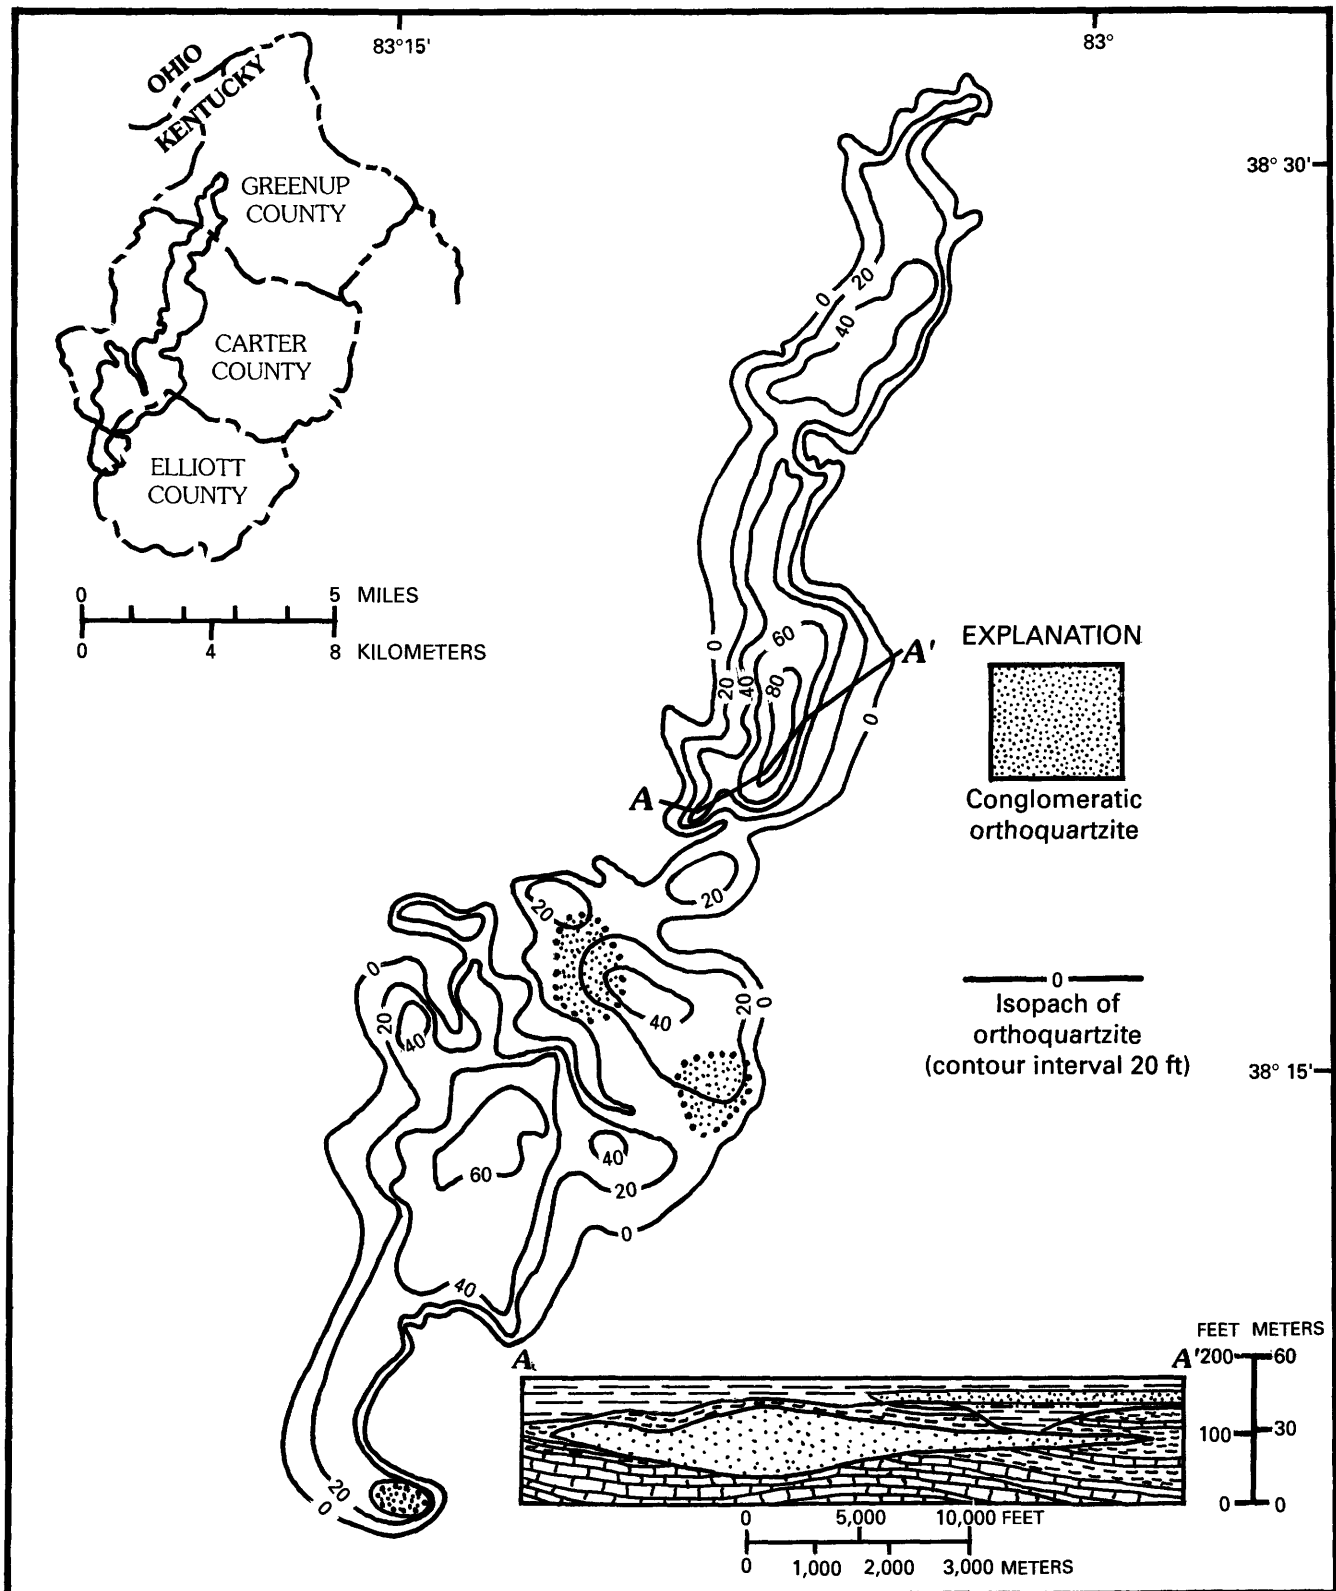 83°15'
83°
38° 30'
OHIO
KENTUCKY
GREENUP
COUNTY
CARTER
COUNTY
ELLIOTT
COUNTY
0 5 MILES
0 4 8 KILOMETERS
0
20
40
60
0
20
40
80
0
A
A'
EXPLANATION
Conglomeratic
orthoquartzite
20
20
0
20
40
40
20
0
0
Isopach of
orthoquartzite
(contour interval 20 ft)
38° 15'
60
40
20
0
40
20
0
FEET METERS
A
A'
200 60
100 30
0 0
0 5,000 10,000 FEET
0 1,000 2,000 3,000 METERS